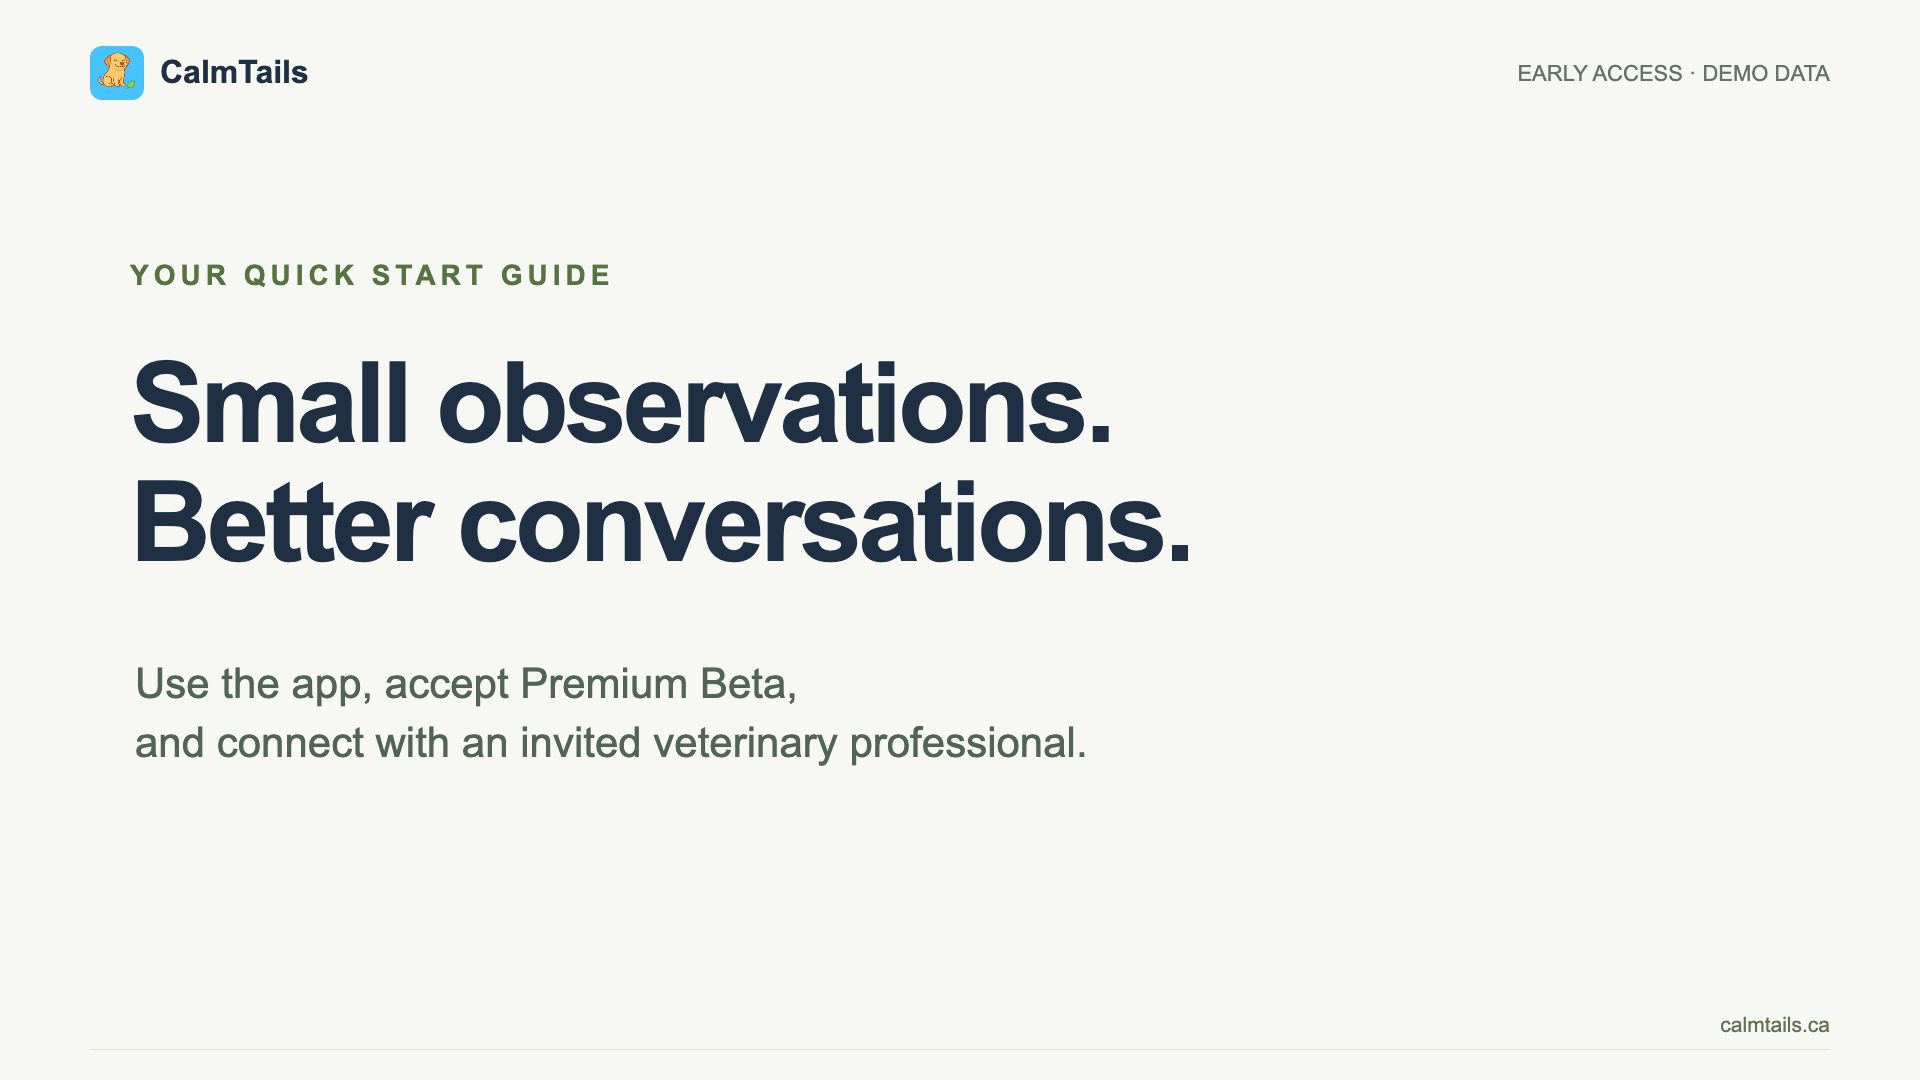 CalmTails
EARLY ACCESS · DEMO DATA
YOUR QUICK START GUIDE
Small observations.
Better conversations.
Use the app, accept Premium Beta,
and connect with an invited veterinary professional.
calmtails.ca